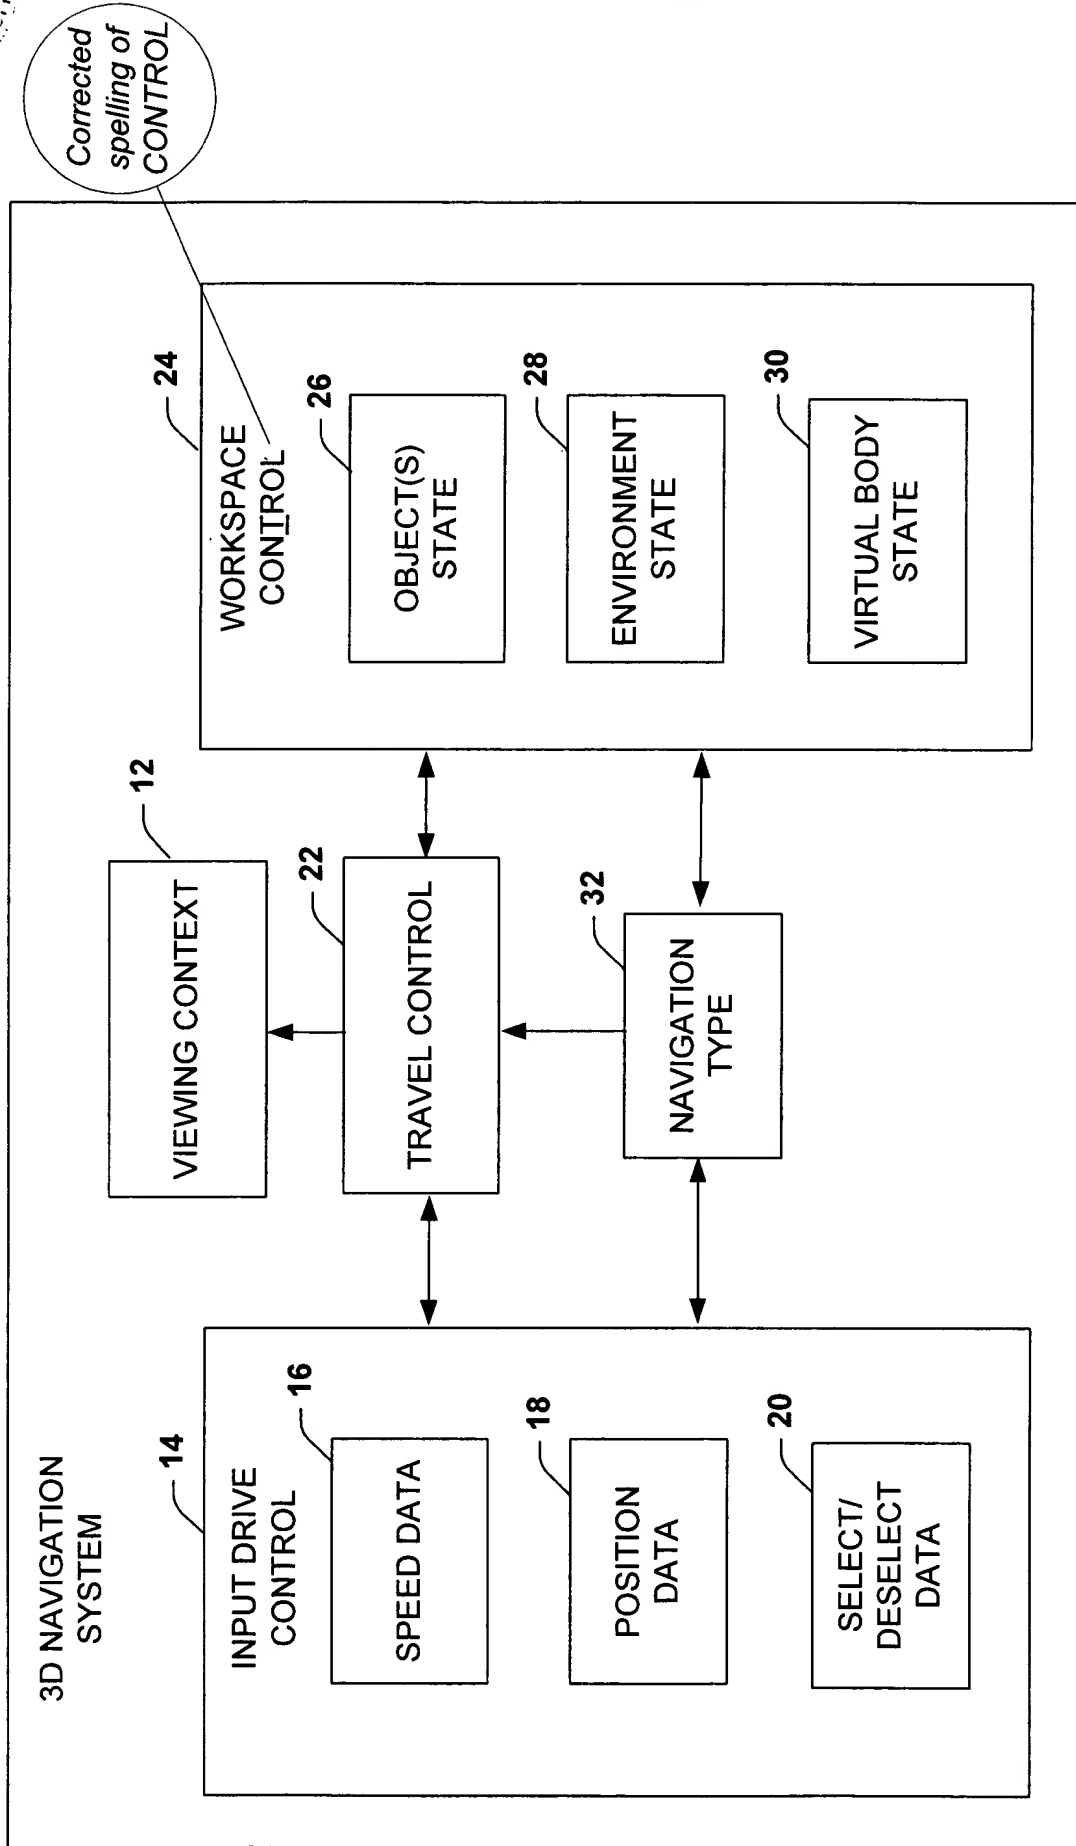 Corrected
spelling of
CONTROL
3D NAVIGATION
SYSTEM
14
INPUT DRIVE
CONTROL
16
SPEED DATA
18
POSITION
DATA
20
SELECT/
DESELECT
DATA
12
VIEWING CONTEXT
22
TRAVEL CONTROL
32
NAVIGATION
TYPE
24
WORKSPACE
CONTROL
26
OBJECT(S)
STATE
28
ENVIRONMENT
STATE
30
VIRTUAL BODY
STATE